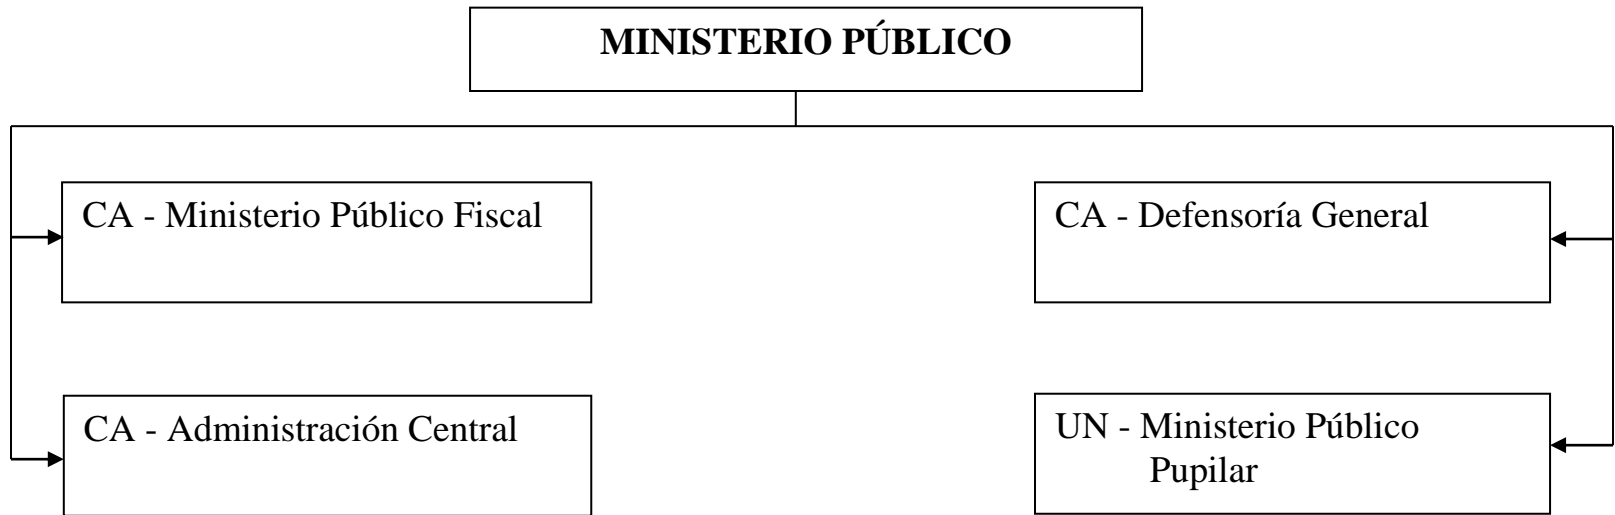 MINISTERIO PÚBLICO
CA - Ministerio Público Fiscal
CA - Defensoría General
CA - Administración Central
UN - Ministerio Público
Pupilar